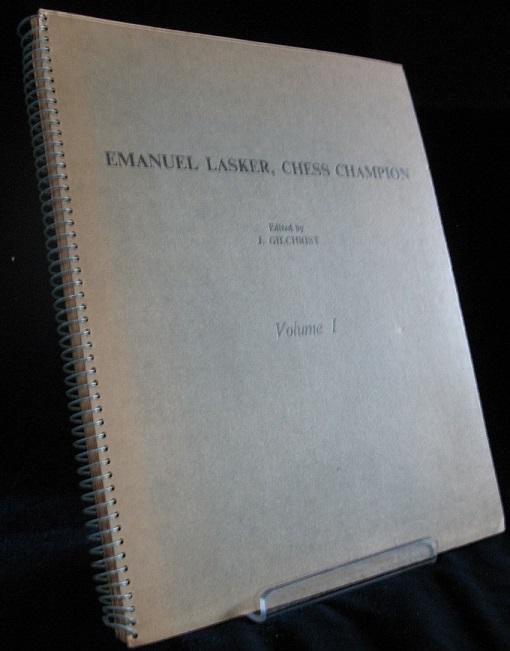 EMANUEL LASKER, CHESS CHAMPION
Edited by
J. GILCHRIST
Volume I